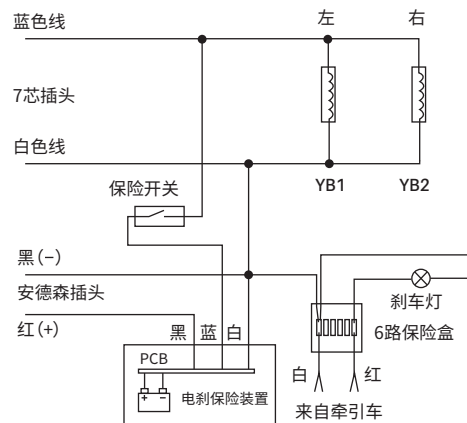 蓝色线
左 右
7芯插头
白色线
保险开关
YB1 YB2
黑(-)
安德森插头
刹车灯
红(+)
黑 蓝 白
6路保险盒
PCB
白 红
+ -
电刹保险装置
来自牵引车